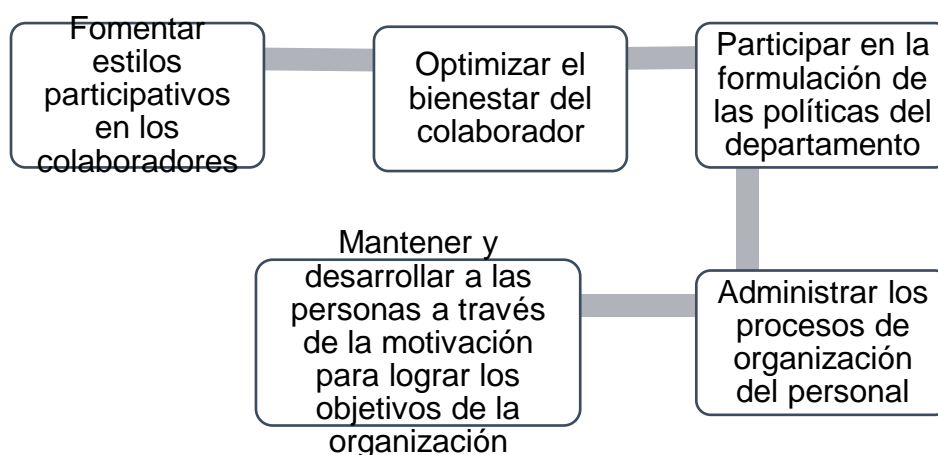 Fomentar
estilos
participativos
en los
colaboradores
Optimizar el
bienestar del
colaborador
Participar en la
formulación de
las políticas del
departamento
Administrar los
procesos de
organización
del personal
Mantener y
desarrollar a las
personas a través
de la motivación
para lograr los
objetivos de la
organización